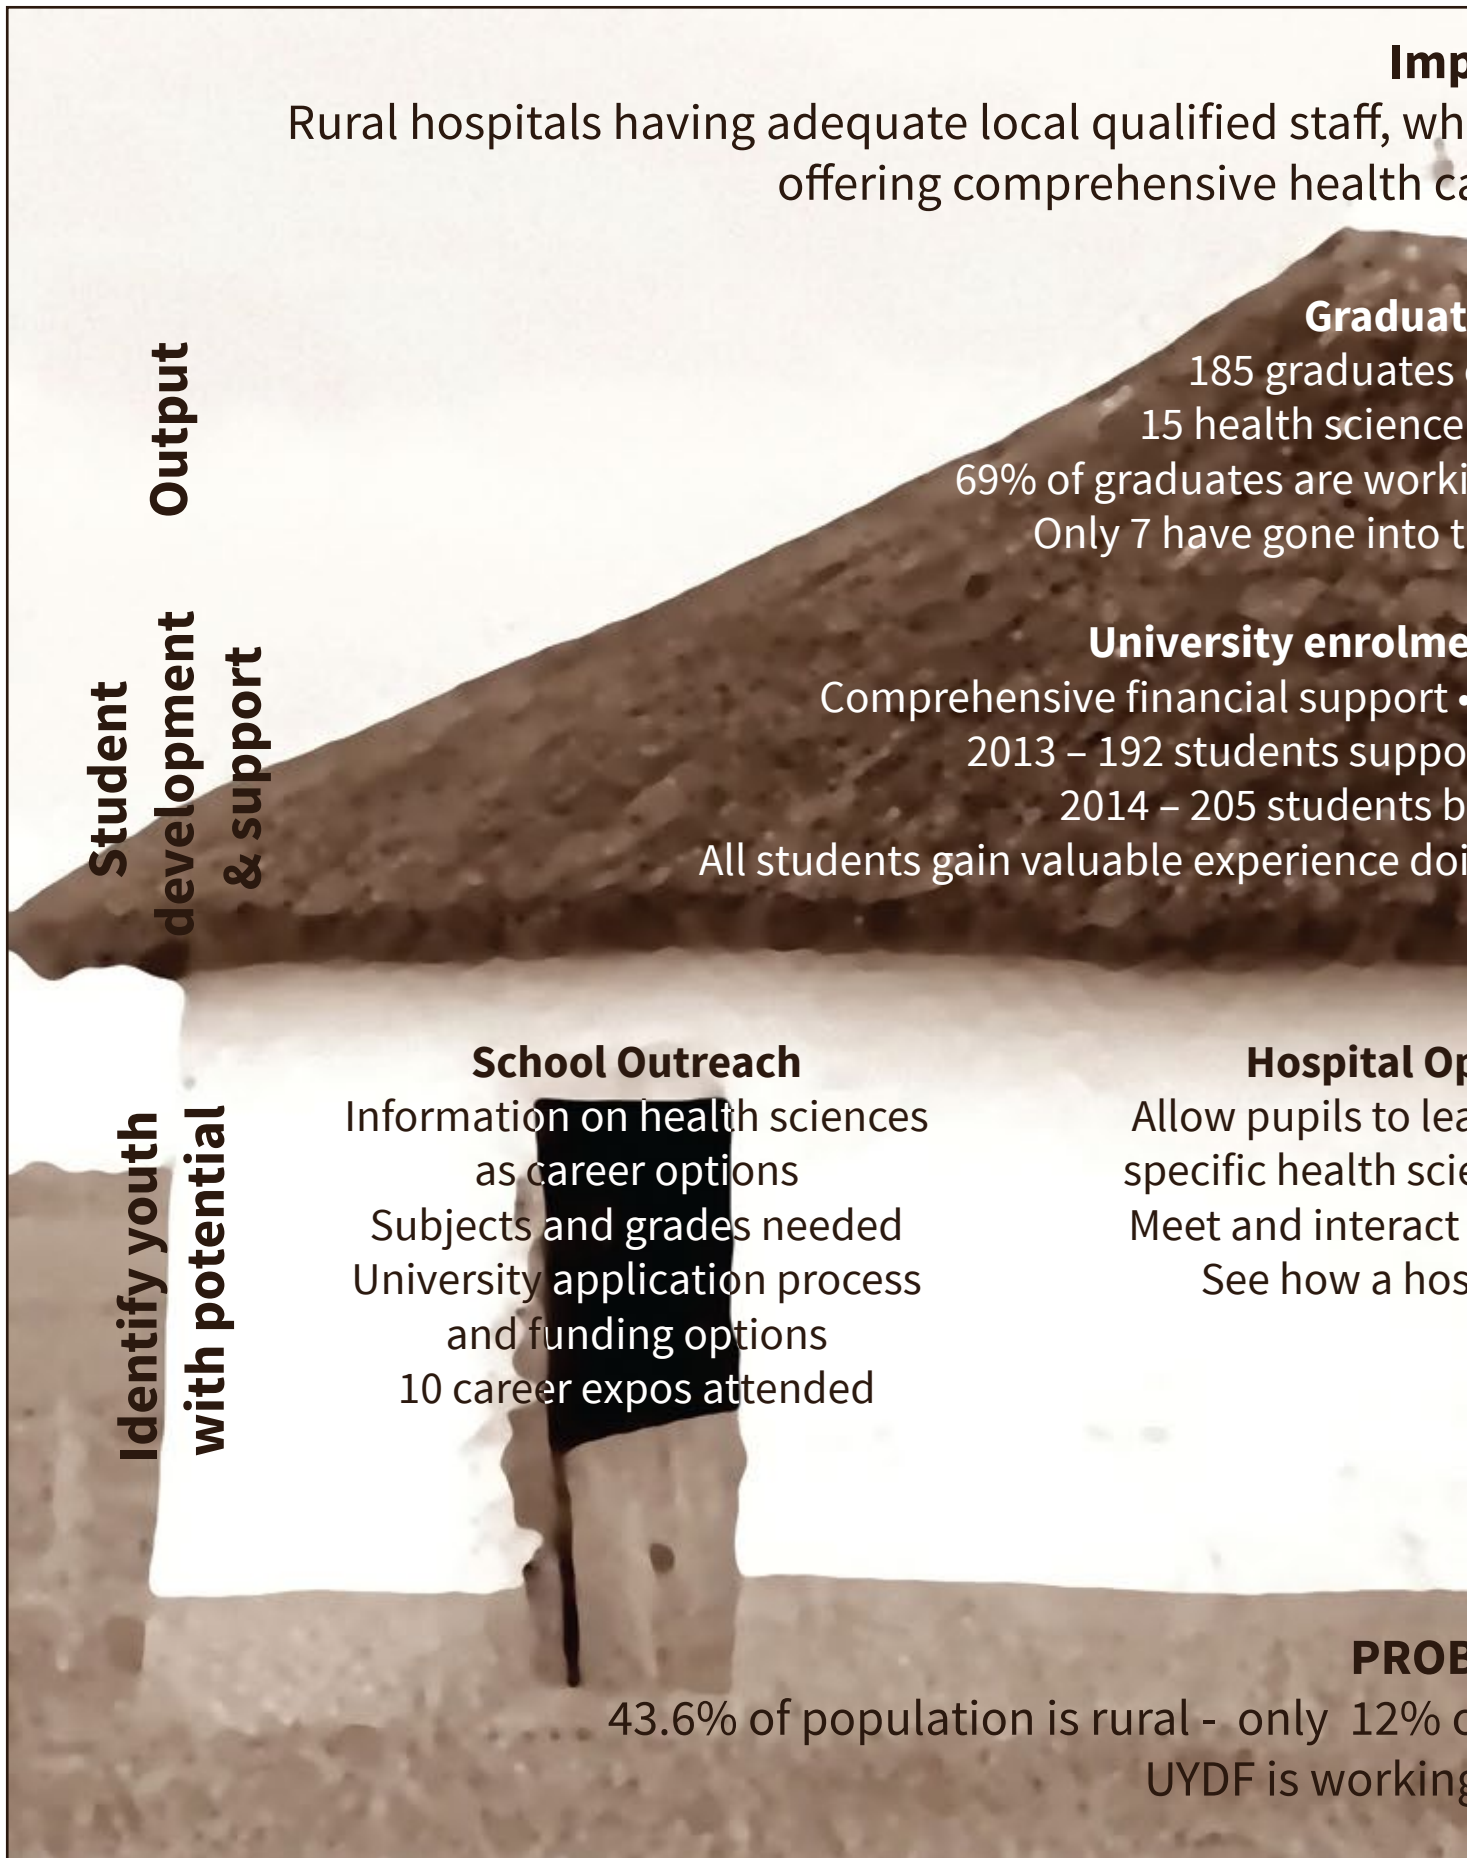 Imp
Rural hospitals having adequate local qualified staff, wh
offering comprehensive health ca
Output
Graduat
185 graduates
15 health science
69% of graduates are worki
Only 7 have gone into t
Student
development
& support
University enrolme
Comprehensive financial support •
2013 – 192 students suppo
2014 – 205 students b
All students gain valuable experience doi
Identify youth
with potential
School Outreach
Information on health sciences
as career options
Subjects and grades needed
University application process
and funding options
10 career expos attended
Hospital Op
Allow pupils to lea
specific health scie
Meet and interact
See how a hos
PROB
43.6% of population is rural - only 12% o
UYDF is working